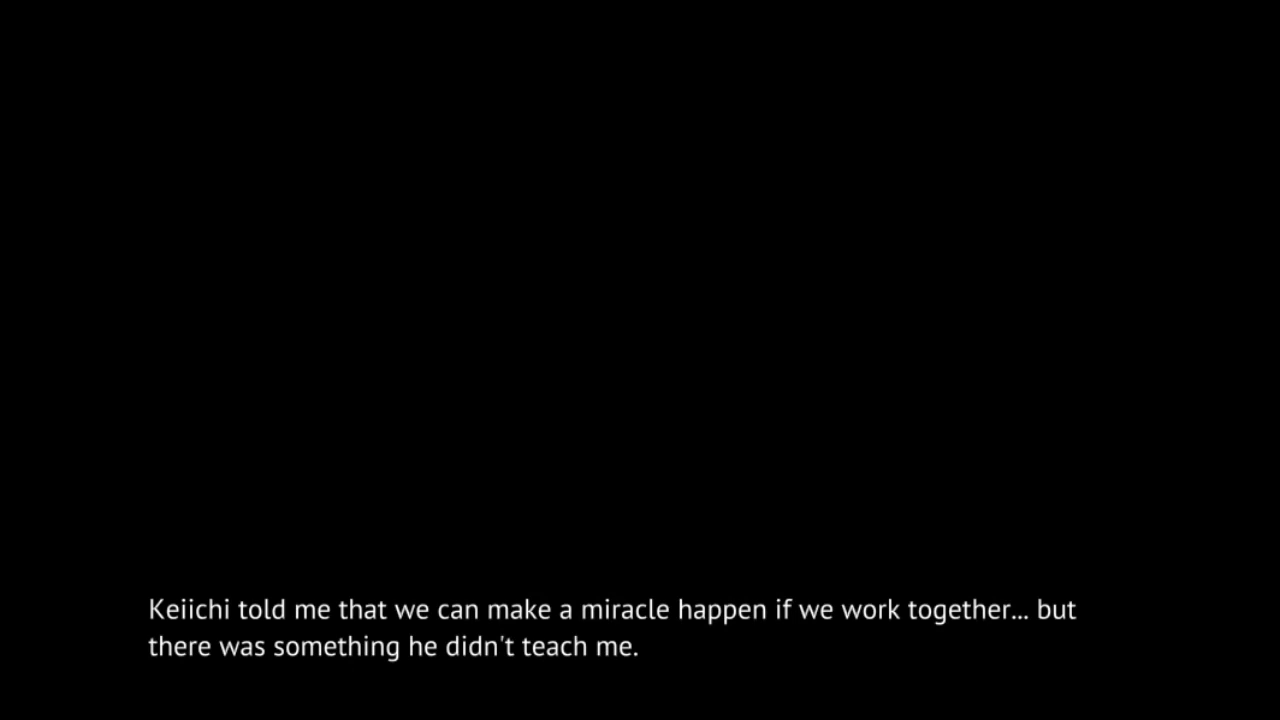 Keiichi told me that we can make a miracle happen if we work together... but
there was something he didn't teach me.